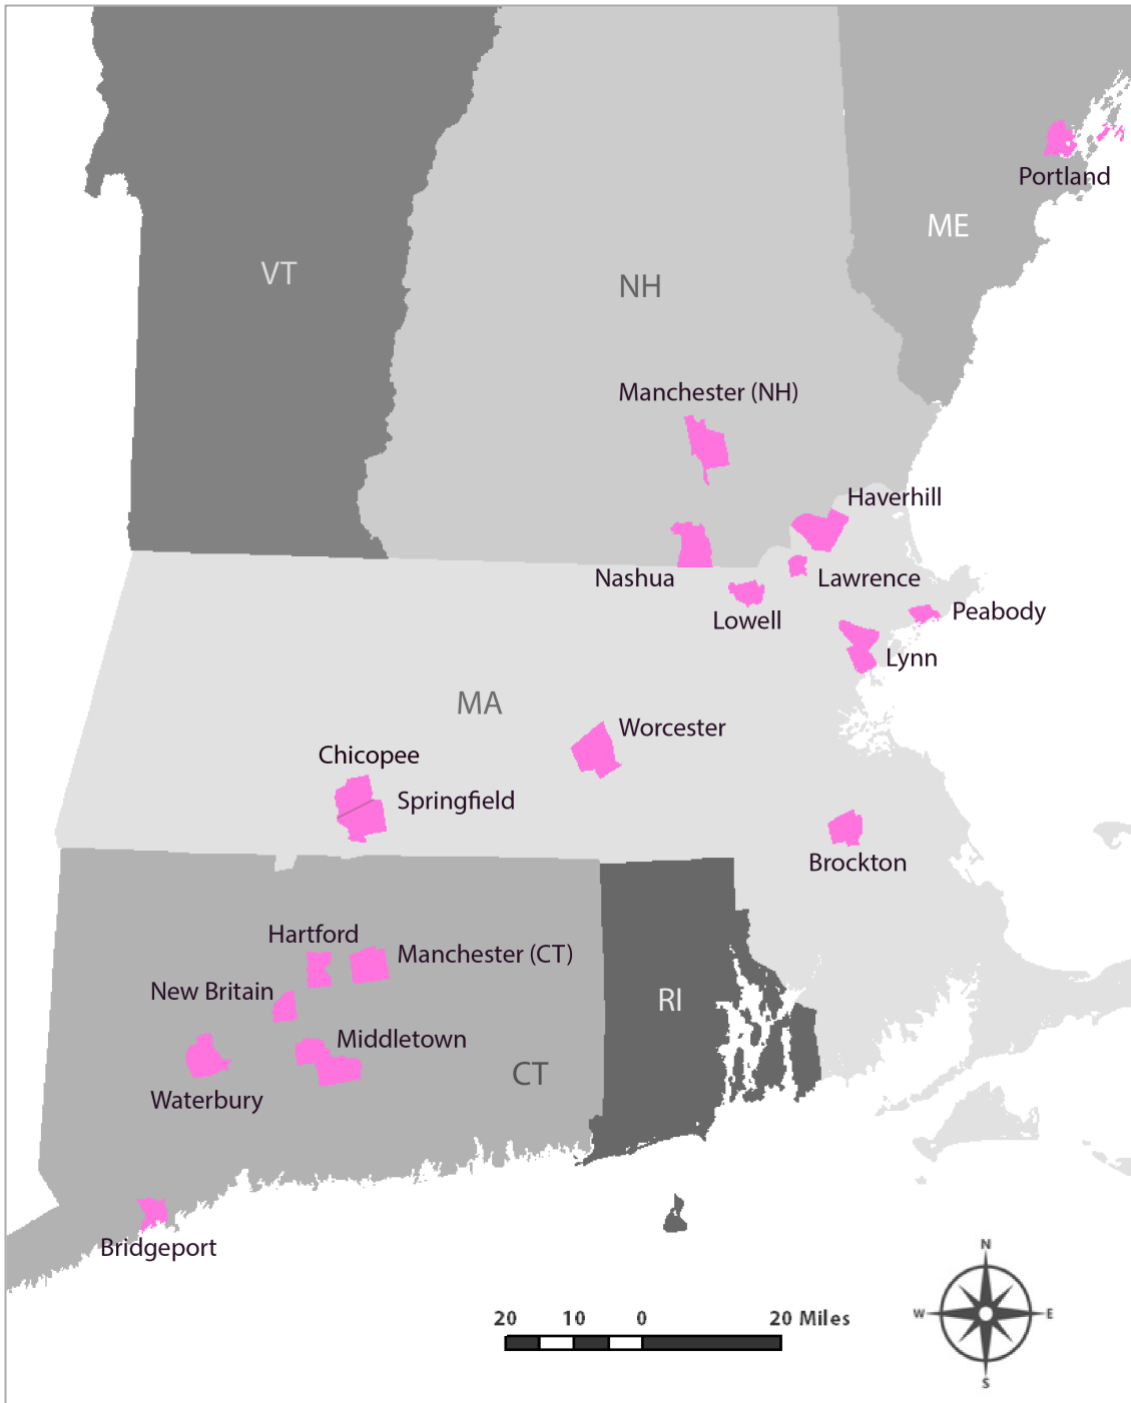 Portland
ME
VT
NH
Manchester (NH)
Haverhill
Nashua
Lawrence
Lowell
Peabody
Lynn
MA
Worcester
Chicopee
Springfield
Brockton
Hartford
Manchester (CT)
New Britain
RI
Middletown
CT
Waterbury
Bridgeport
N
W E
S
20 10 0 20 Miles